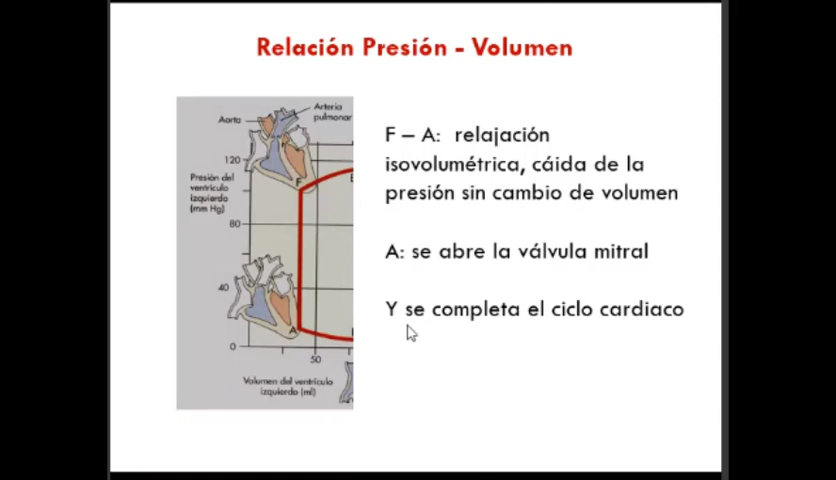 Relación Presión - Volumen
Arteria
pulmonar
Aorta
120
Presión del
ventrículo
izquierdo
(mm Hg)
F
80
40
A
0
50
Volumen del ventrículo
izquierdo (ml)
F – A: relajación
isovolumétrica, cáida de la
presión sin cambio de volumen
A: se abre la válvula mitral
Y se completa el ciclo cardiaco